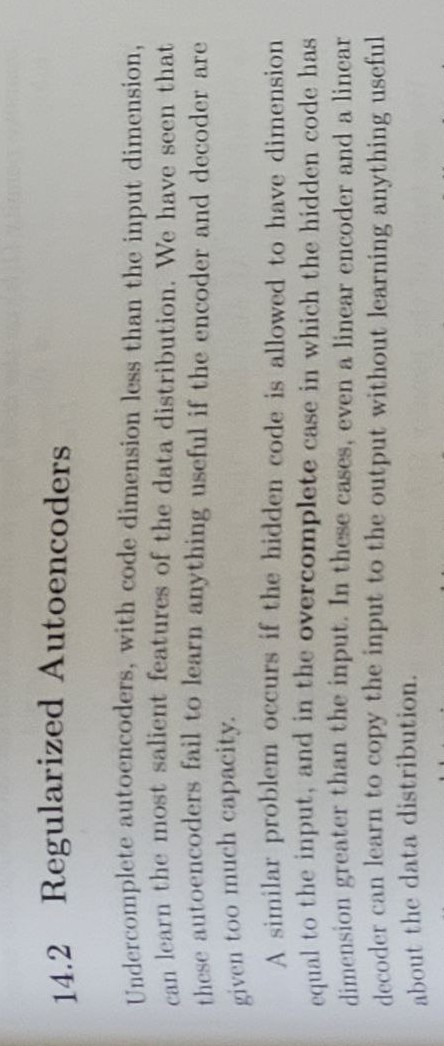 14.2 Regularized Autoencoders
Undercomplete autoencoders, with code dimension less than the input dimension,
can learn the most salient features of the data distribution. We have seen that
these autoencoders fail to learn anything useful if the encoder and decoder are
given too much capacity.
A similar problem occurs if the hidden code is allowed to have dimension
equal to the input, and in the overcomplete case in which the hidden code has
dimension greater than the input. In these cases, even a linear encoder and a linear
decoder can learn to copy the input to the output without learning anything useful
about the data distribution.